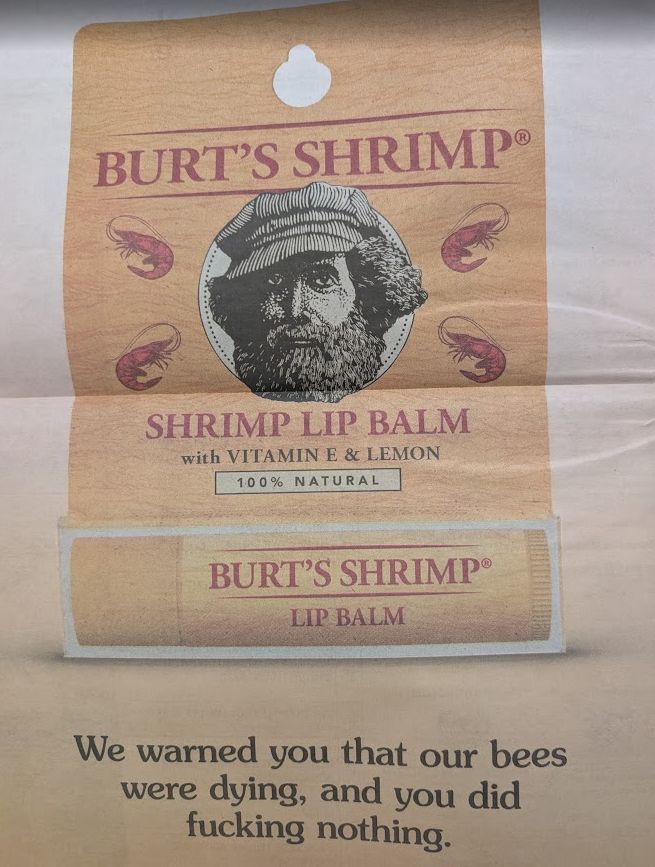 BURT'S SHRIMP®
SHRIMP LIP BALM
with VITAMIN E & LEMON
100% NATURAL
BURT'S SHRIMP®
LIP BALM
We warned you that our bees
were dying, and you did
fucking nothing.